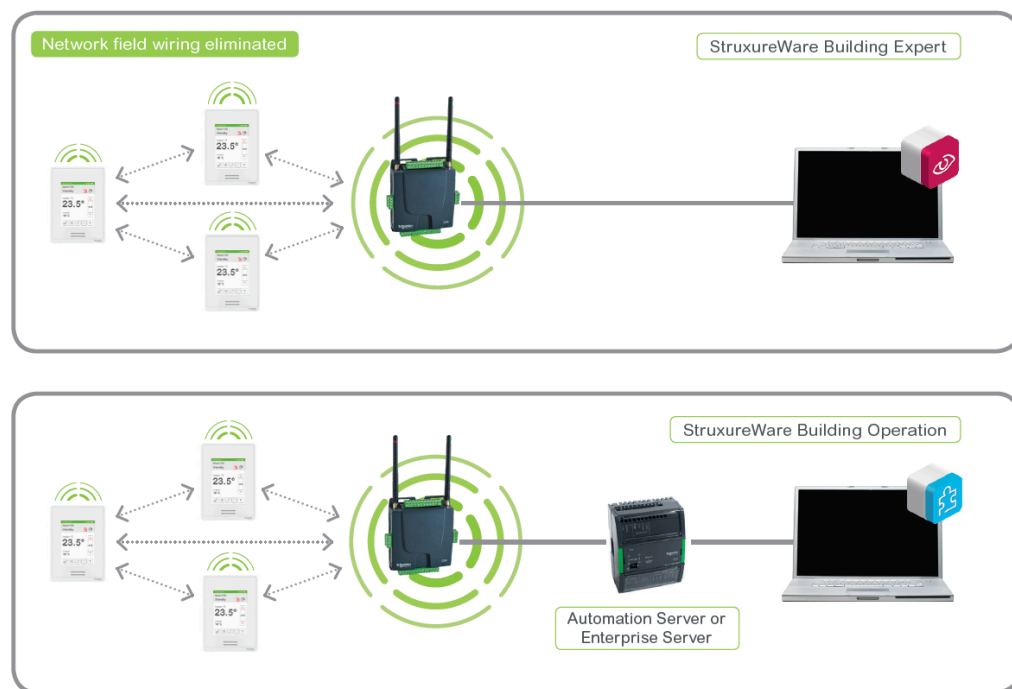 Network field wiring eliminated
StruxureWare Building Expert
23.5°
23.5°
23.5°
StruxureWare Building Operation
23.5°
23.5°
23.5°
Automation Server or
Enterprise Server